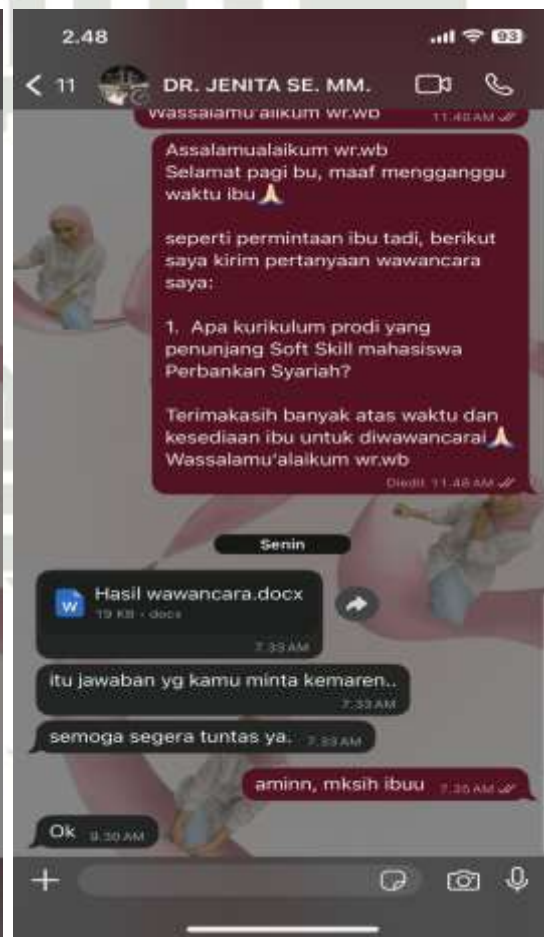 2.48
93
11 DR. JENITA SE. MM.
Wassalamu'alikum wr.wb 11.40 AM
Assalamualaikum wr.wb
Selamat pagi bu, maaf mengganggu
waktu ibu🙏🏻
seperti permintaan ibu tadi, berikut
saya kirim pertanyaan wawancara
saya:
1. Apa kurikulum prodi yang
penunjang Soft Skill mahasiswa
Perbankan Syariah?
Terimakasih banyak atas waktu dan
kesediaan ibu untuk diwawancarai🙏🏻
Wassalamu'alaikum wr.wb
Diedit 11.48 AM
Senin
W Hasil wawancara.docx
19 KB • docx
7.33 AM
itu jawaban yg kamu minta kemaren..
7.33 AM
semoga segera tuntas ya. 7.33 AM
aminn, mksih ibuu 7.35 AM
Ok 9.30 AM